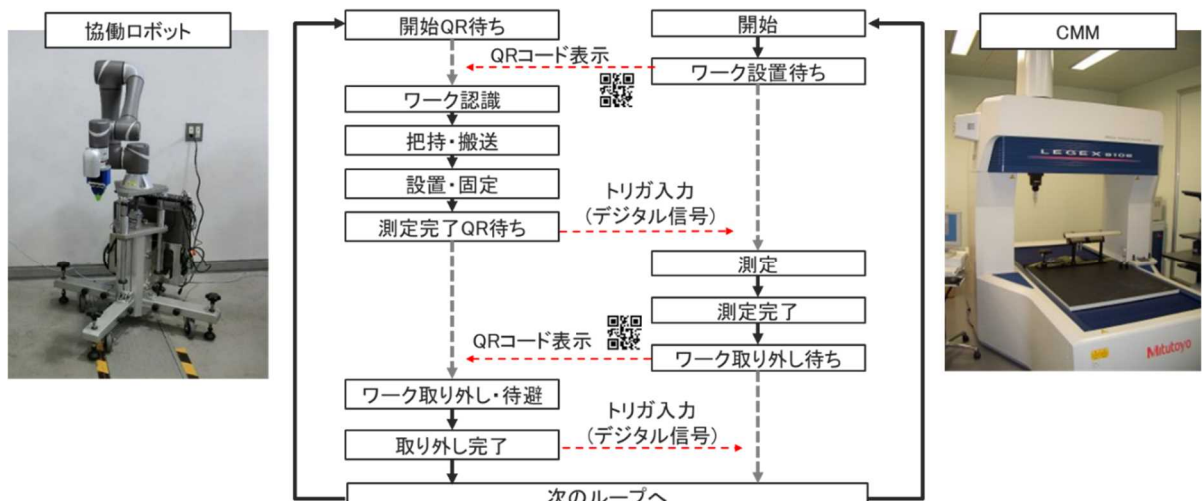 協働ロボット
開始QR待ち
開始
CMM
QRコード表示
ワーク設置待ち
ワーク認識
把持・搬送
設置・固定
トリガ入力
(デジタル信号)
測定完了QR待ち
測定
測定完了
QRコード表示
ワーク取り外し待ち
ワーク取り外し・待避
トリガ入力
(デジタル信号)
取り外し完了
次のループへ
LEGEX 9106
Mitutoyo